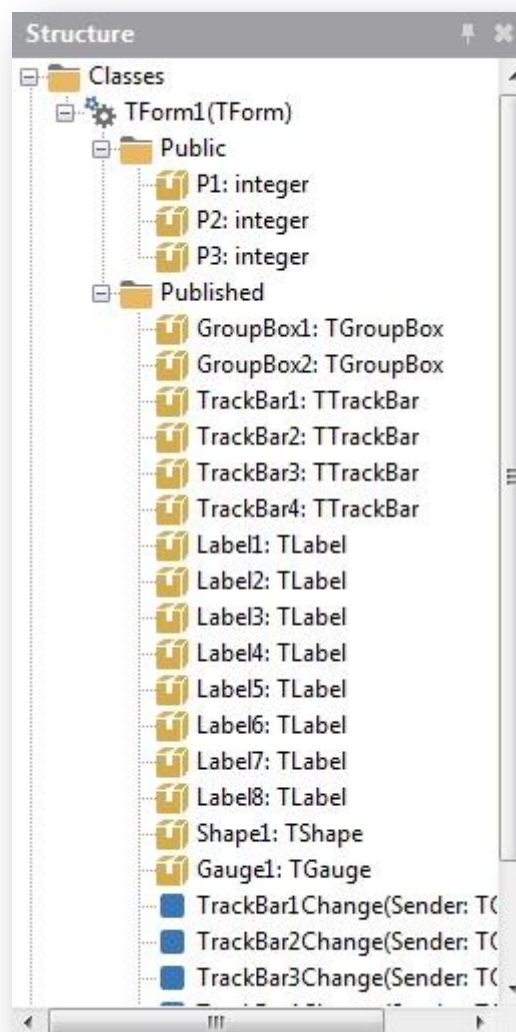 Structure
Classes
TForm1(TForm)
Public
P1: integer
P2: integer
P3: integer
Published
GroupBox1: TGroupBox
GroupBox2: TGroupBox
TrackBar1: TTrackBar
TrackBar2: TTrackBar
TrackBar3: TTrackBar
TrackBar4: TTrackBar
Label1: TLabel
Label2: TLabel
Label3: TLabel
Label4: TLabel
Label5: TLabel
Label6: TLabel
Label7: TLabel
Label8: TLabel
Shape1: TShape
Gauge1: TGauge
TrackBar1Change(Sender:
TrackBar2Change(Sender:
TrackBar3Change(Sender: